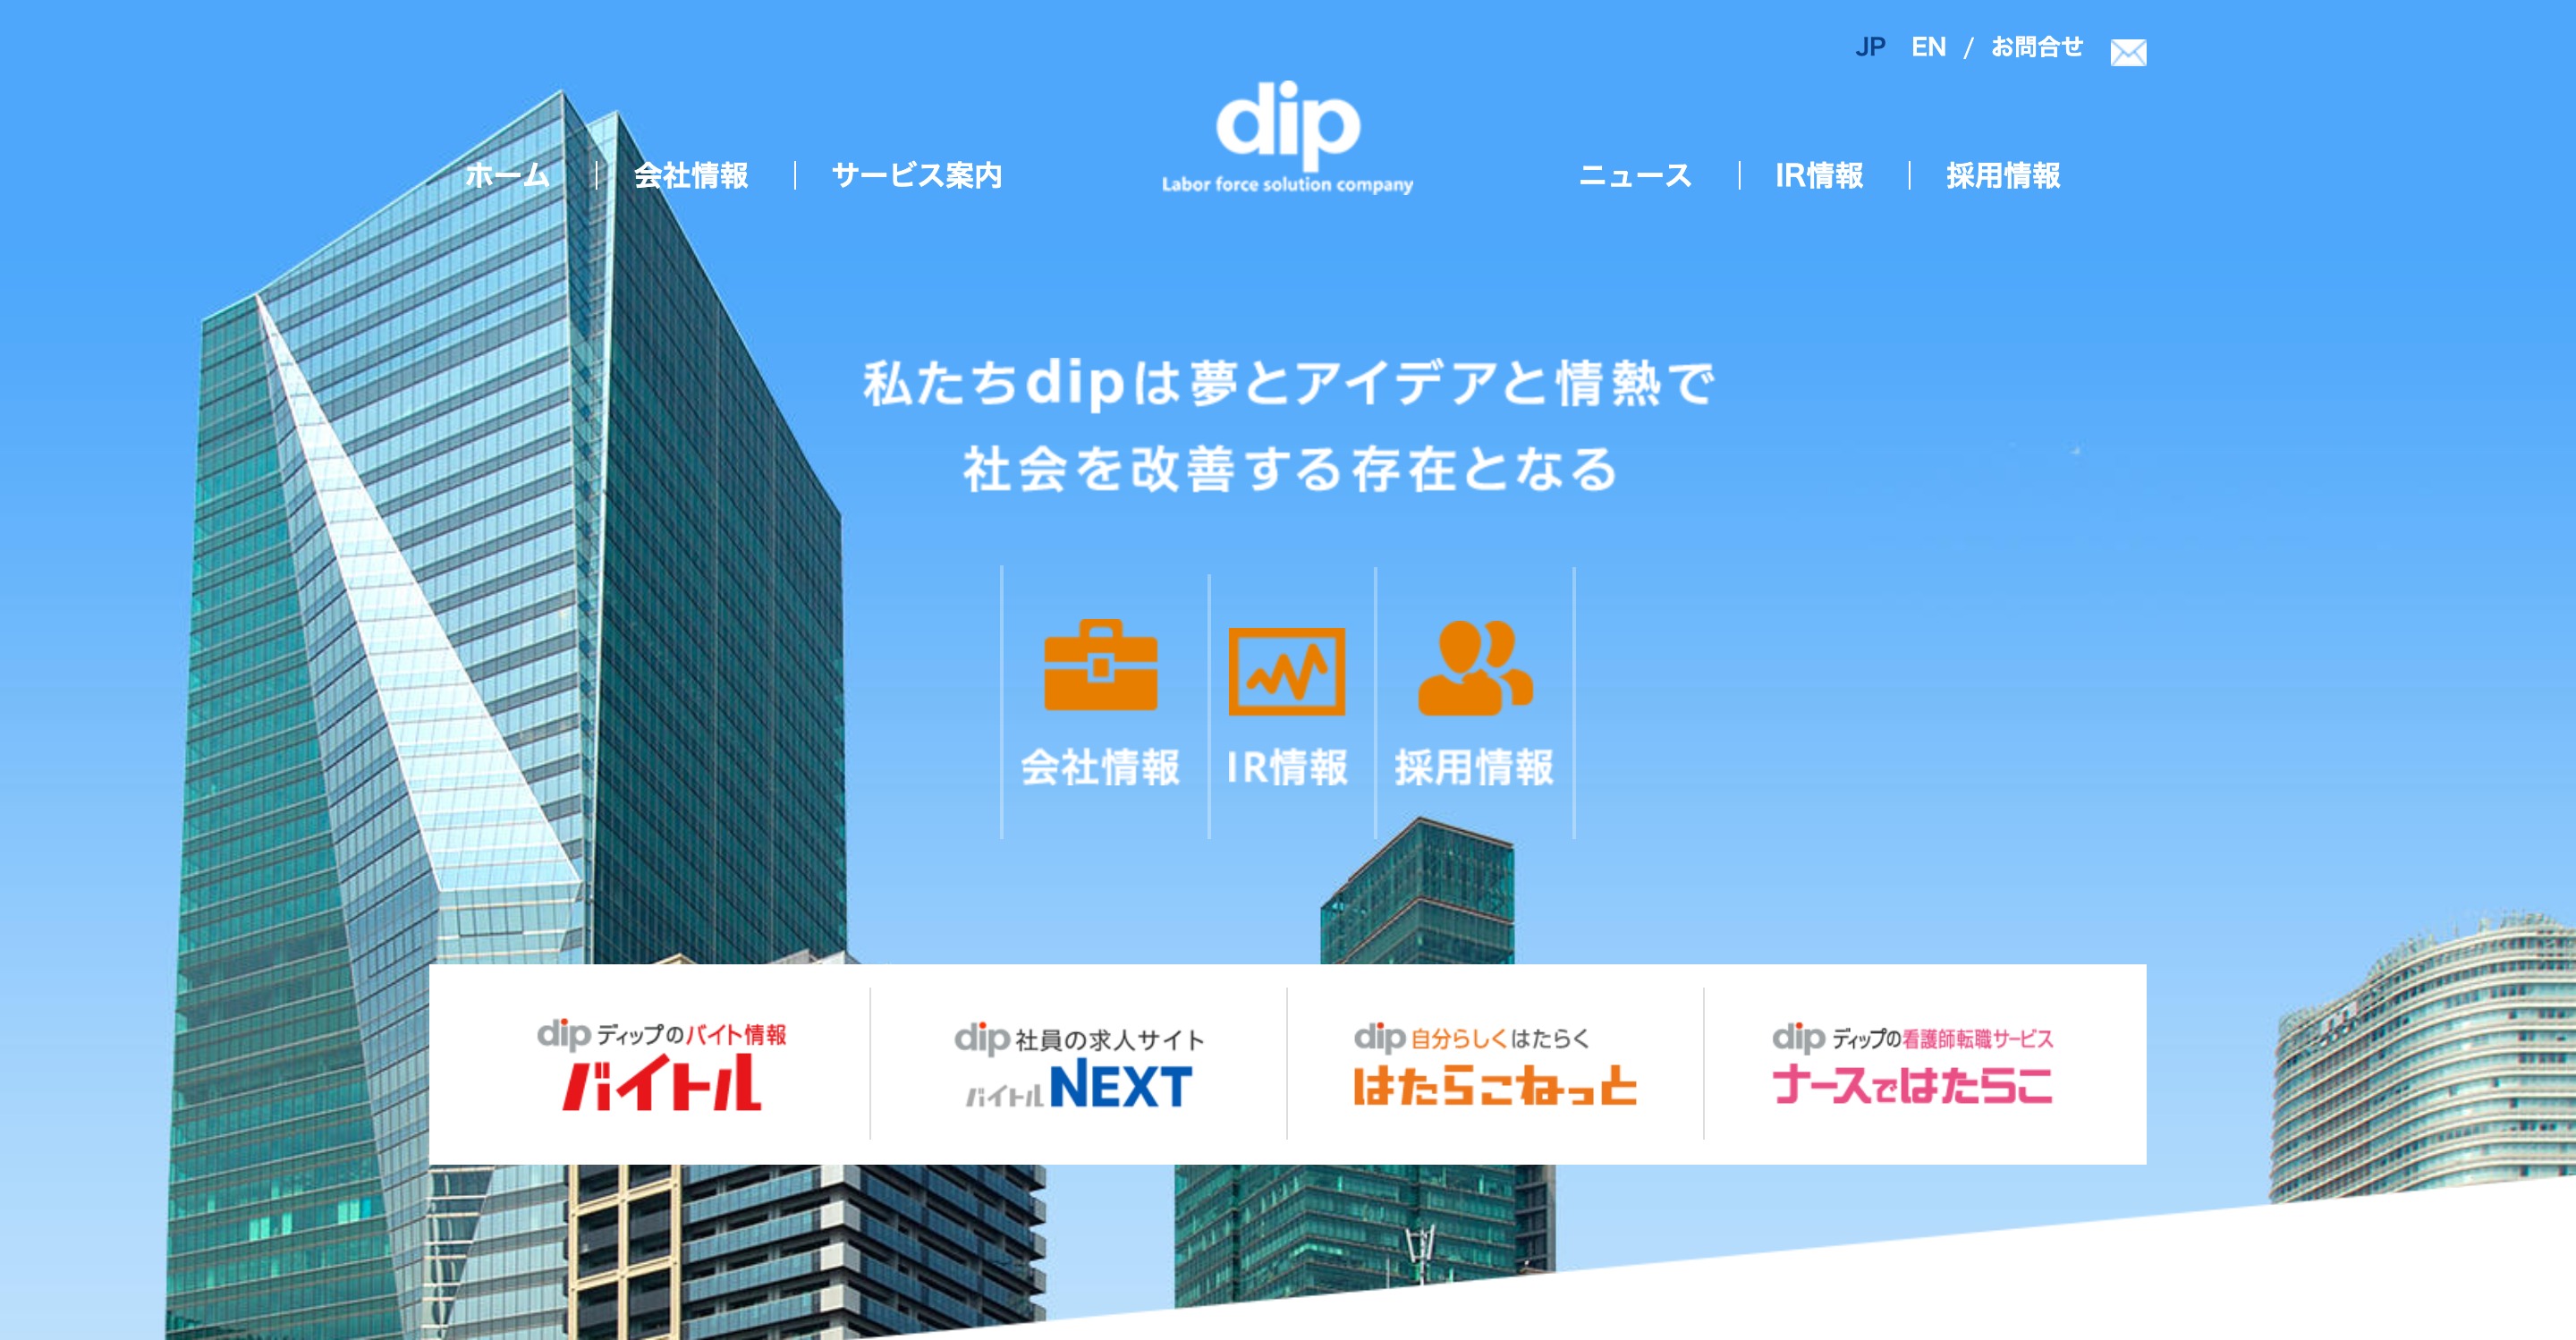 JP EN / お問合せ
dip
Labor force solution company
ホーム 会社情報 サービス案内 ニュース IR情報 採用情報
私たちdipは夢とアイデアと情熱で
社会を改善する存在となる
会社情報 IR情報 採用情報
dip ディップのバイト情報
バイトル
dip 社員の求人サイト
バイトルNEXT
dip 自分らしくはたらく
はたらこねっと
dip ディップの看護師転職サービス
ナースではたらこ